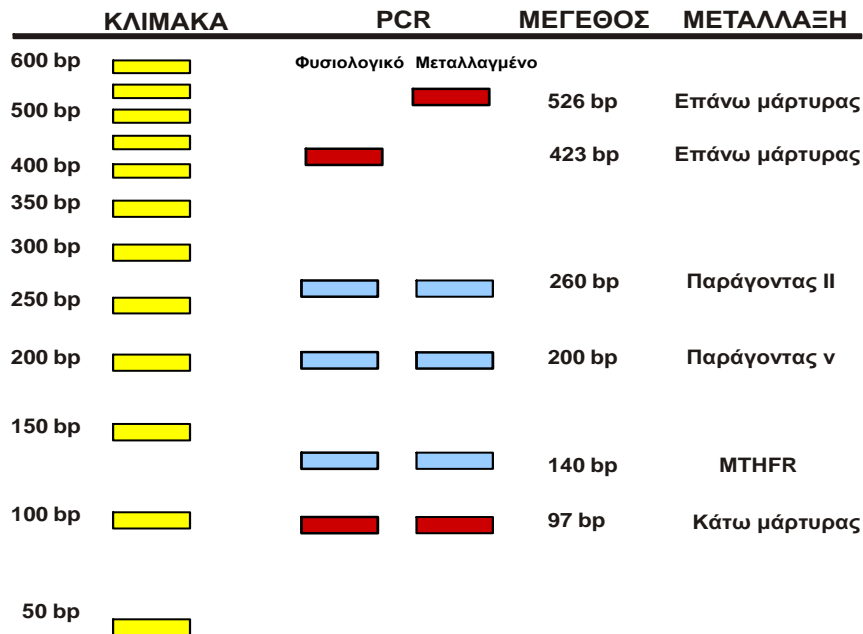 ΚΛΙΜΑΚΑ PCR ΜΕΓΕΘΟΣ ΜΕΤΑΛΛΑΞΗ
600 bp Φυσιολογικό Μεταλλαγμένο
526 bp Επάνω μάρτυρας
500 bp
423 bp Επάνω μάρτυρας
400 bp
350 bp
300 bp
260 bp Παράγοντας II
250 bp
200 bp 200 bp Παράγοντας v
150 bp
140 bp MTHFR
100 bp 97 bp Κάτω μάρτυρας
50 bp